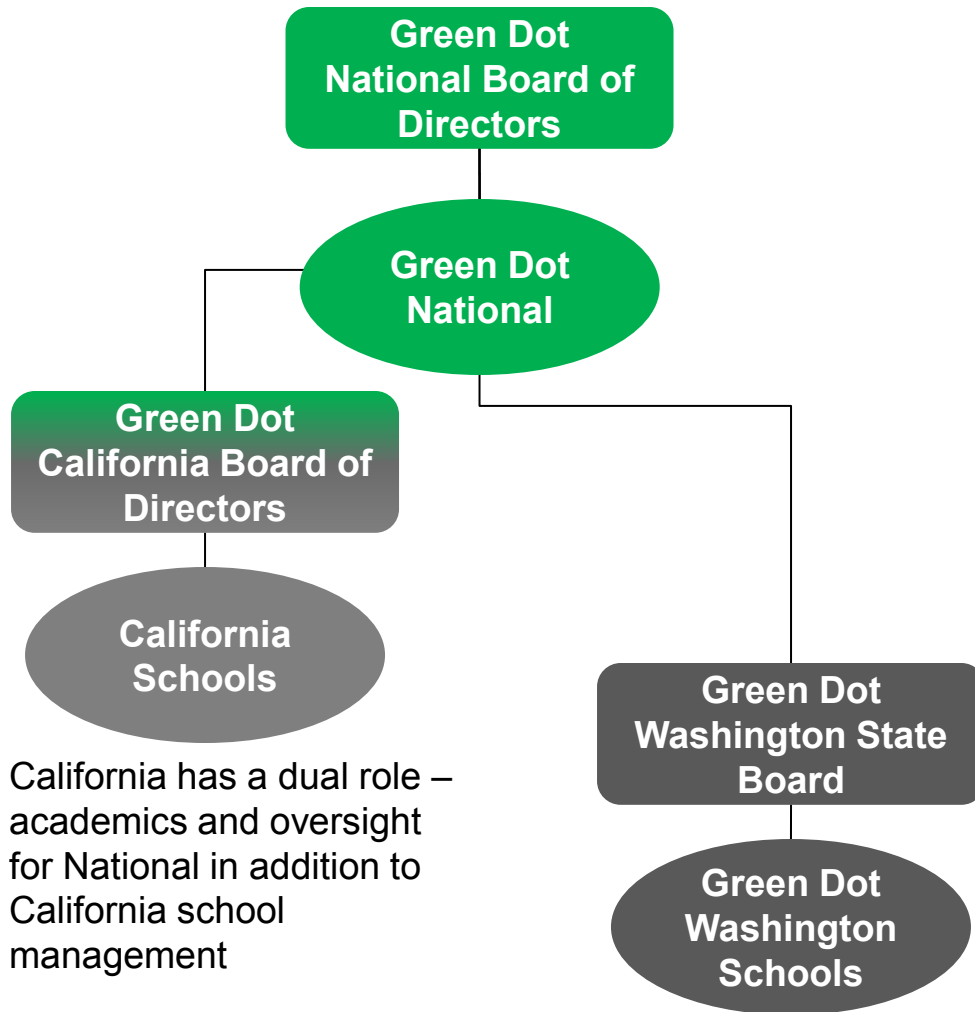 Green Dot
National Board of
Directors
Green Dot
National
Green Dot
California Board of
Directors
California
Schools
California has a dual role –
academics and oversight
for National in addition to
California school
management
Green Dot
Washington State
Board
Green Dot
Washington
Schools